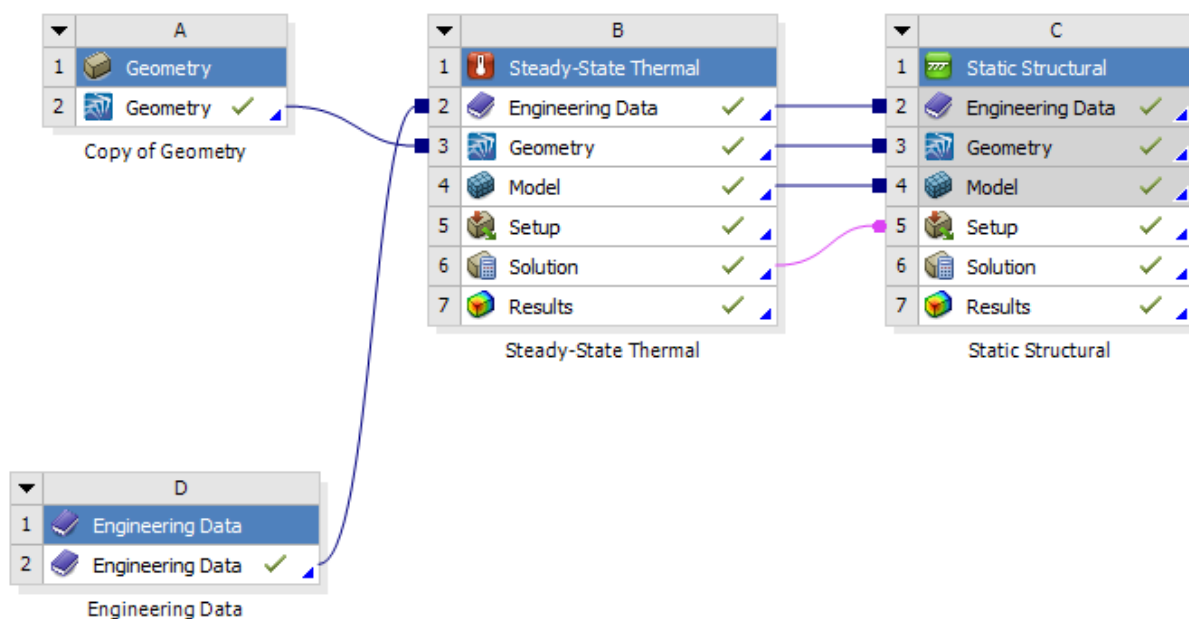 A
1 Geometry
2 Geometry
Copy of Geometry
B
1 Steady-State Thermal
2 Engineering Data
3 Geometry
4 Model
5 Setup
6 Solution
7 Results
Steady-State Thermal
C
1 Static Structural
2 Engineering Data
3 Geometry
4 Model
5 Setup
6 Solution
7 Results
Static Structural
D
1 Engineering Data
2 Engineering Data
Engineering Data